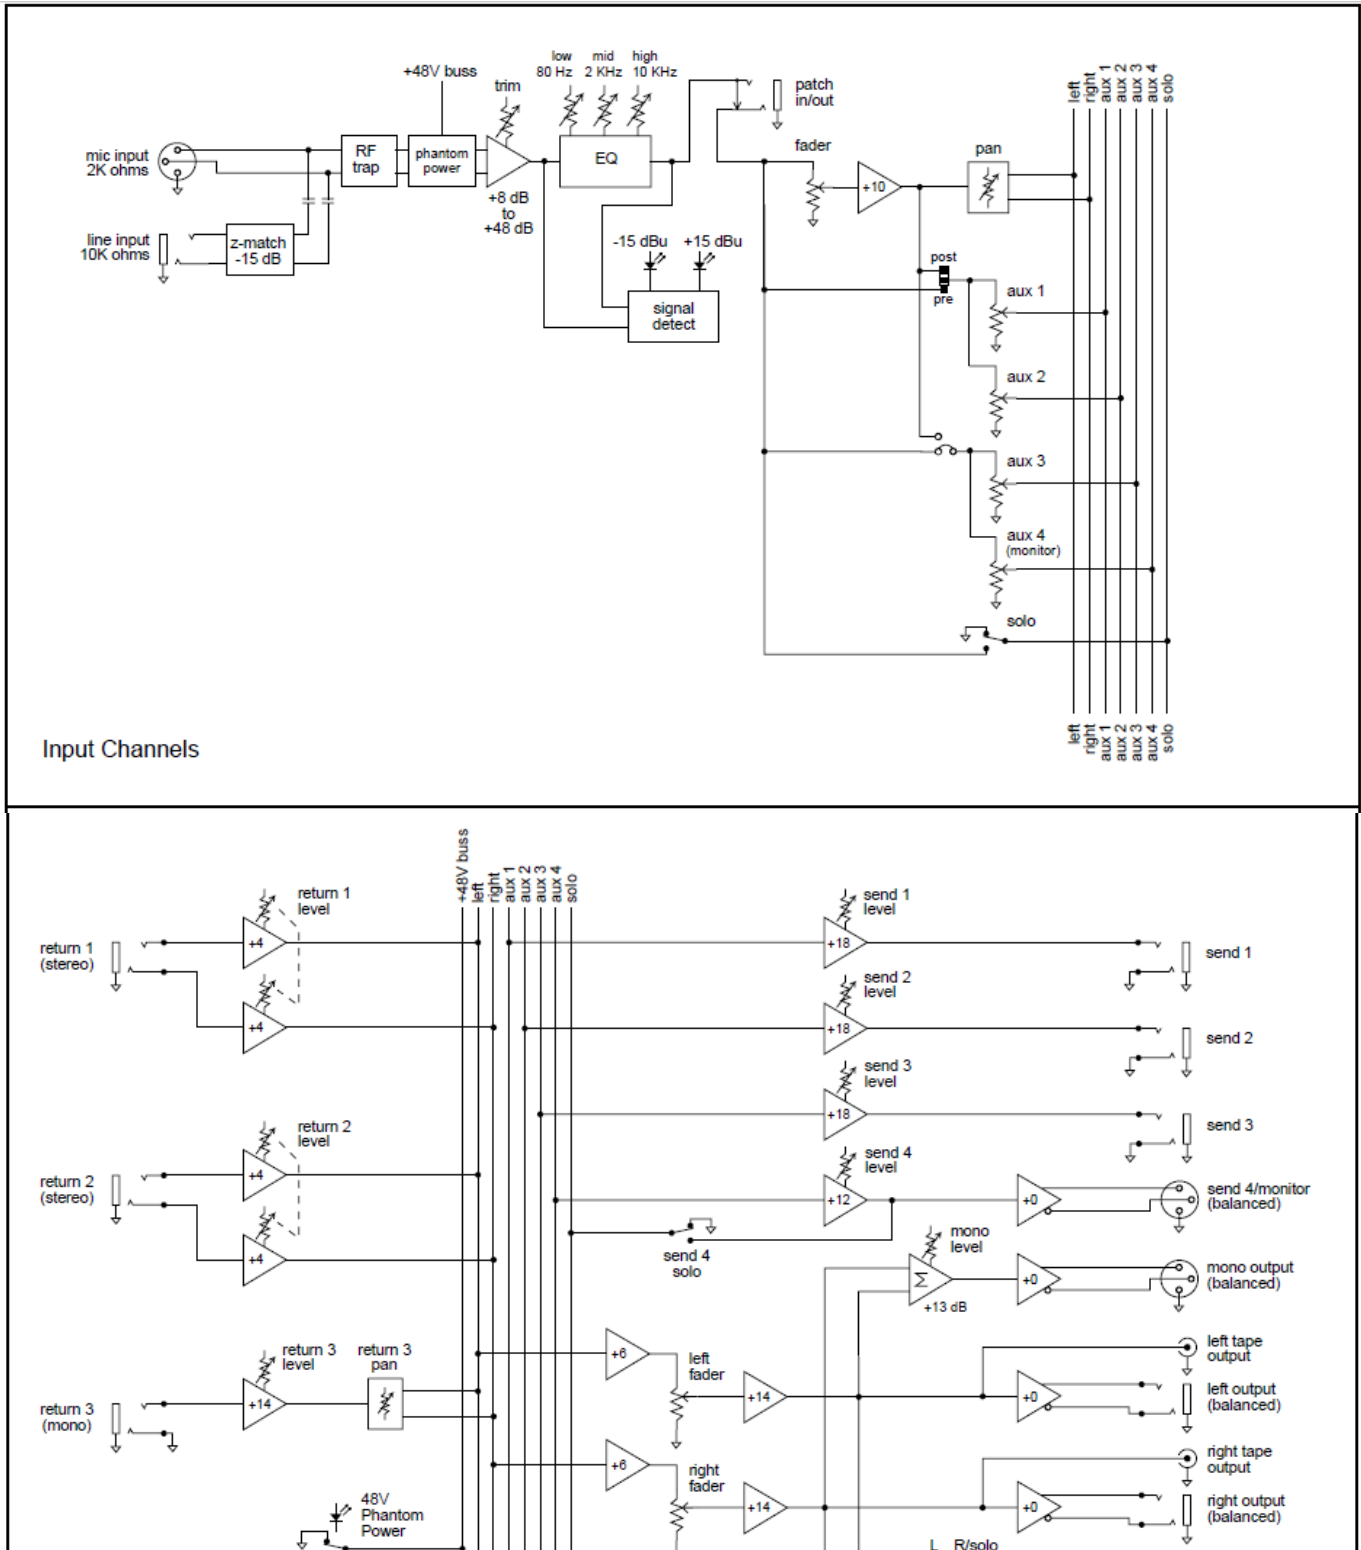 low mid high
80 Hz 2 KHz 10 KHz
+48V buss
trim
patch
in/out
left
right
aux 1
aux 2
aux 3
aux 4
solo
mic input
2K ohms
RF
trap
phantom
power
EQ
fader
pan
+10
+8 dB
to
+48 dB
line input
10K ohms
z-match
-15 dB
-15 dBu +15 dBu
signal
detect
post
pre
aux 1
aux 2
aux 3
aux 4
(monitor)
solo
left
right
aux 1
aux 2
aux 3
aux 4
solo
Input Channels
+48V buss
left
right
aux 1
aux 2
aux 3
aux 4
solo
return 1
level
send 1
level
return 1
(stereo)
+4
+18
send 1
send 2
level
+4
+18
send 2
send 3
level
+18
send 3
return 2
level
send 4
level
return 2
(stereo)
+4
+12
+0
send 4/monitor
(balanced)
send 4
solo
mono
level
+4
Σ
+13 dB
+0
mono output
(balanced)
return 3
level
return 3
pan
+6
left
fader
left tape
output
return 3
(mono)
+14
+14
+0
left output
(balanced)
+6
right
fader
right tape
output
48V
Phantom
Power
+14
+0
right output
(balanced)
L R/solo